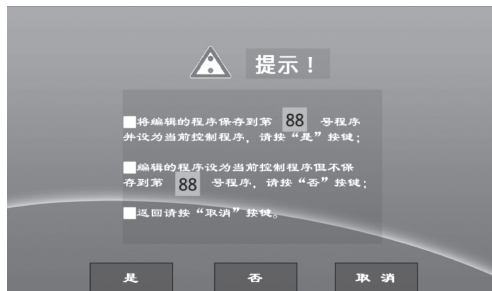 提示！
将编辑的程序保存到第 88 号程序
并设为当前控制程序，请按“是”按键；
编辑的程序设为当前控制程序但不保
存到第 88 号程序，请按“否”按键；
返回请按“取消”按键。
是 否 取消